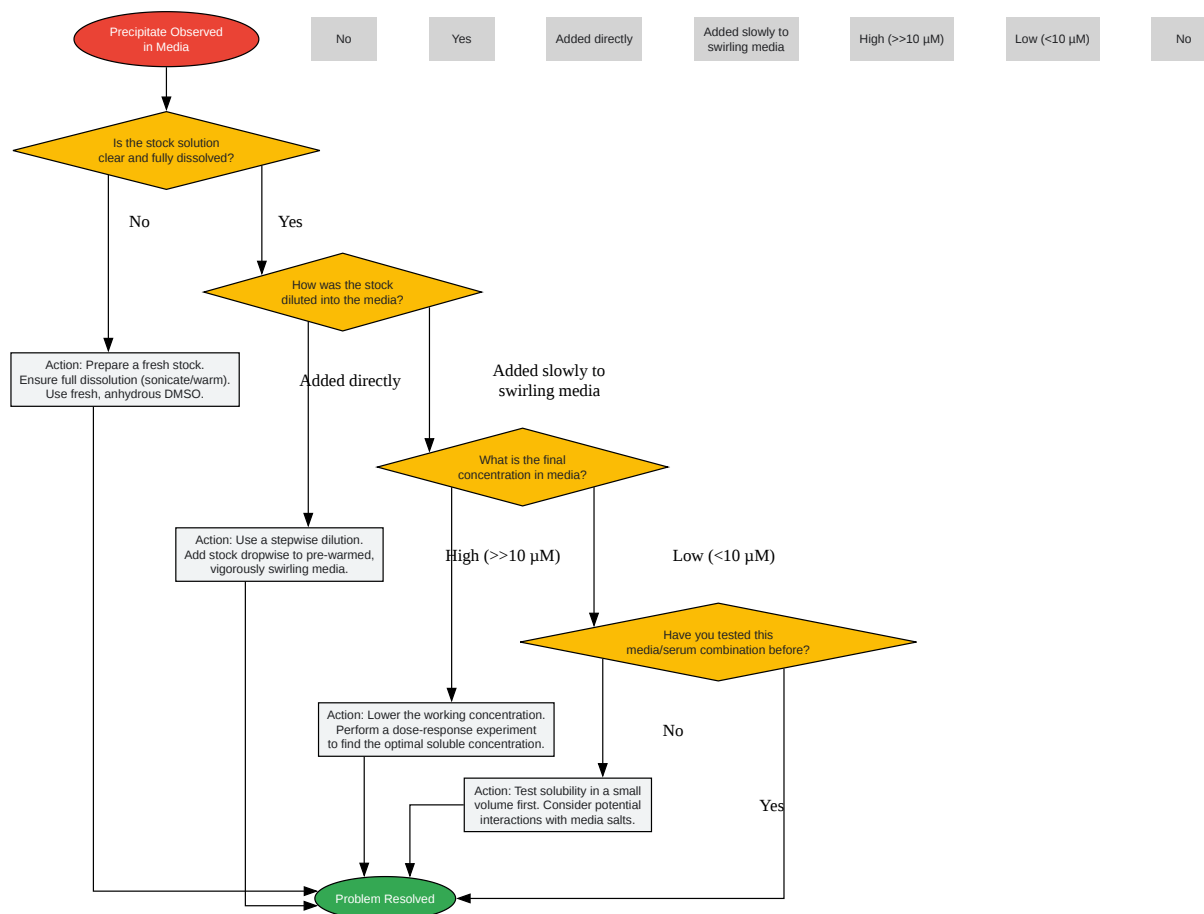 Precipitate Observed
in Media
No
Yes
Added directly
Added slowly to
swirling media
High (>>10 µM)
Low (<10 µM)
No
Is the stock solution
clear and fully dissolved?
No
Yes
How was the stock
diluted into the media?
Action: Prepare a fresh stock.
Ensure full dissolution (sonicate/warm).
Use fresh, anhydrous DMSO.
Added directly
Added slowly to
swirling media
What is the final
concentration in media?
Action: Use a stepwise dilution.
Add stock dropwise to pre-warmed,
vigorously swirling media.
High (>>10 µM)
Low (<10 µM)
Have you tested this
media/serum combination before?
Action: Lower the working concentration.
Perform a dose-response experiment
to find the optimal soluble concentration.
No
Action: Test solubility in a small
volume first. Consider potential
interactions with media salts.
Yes
Problem Resolved